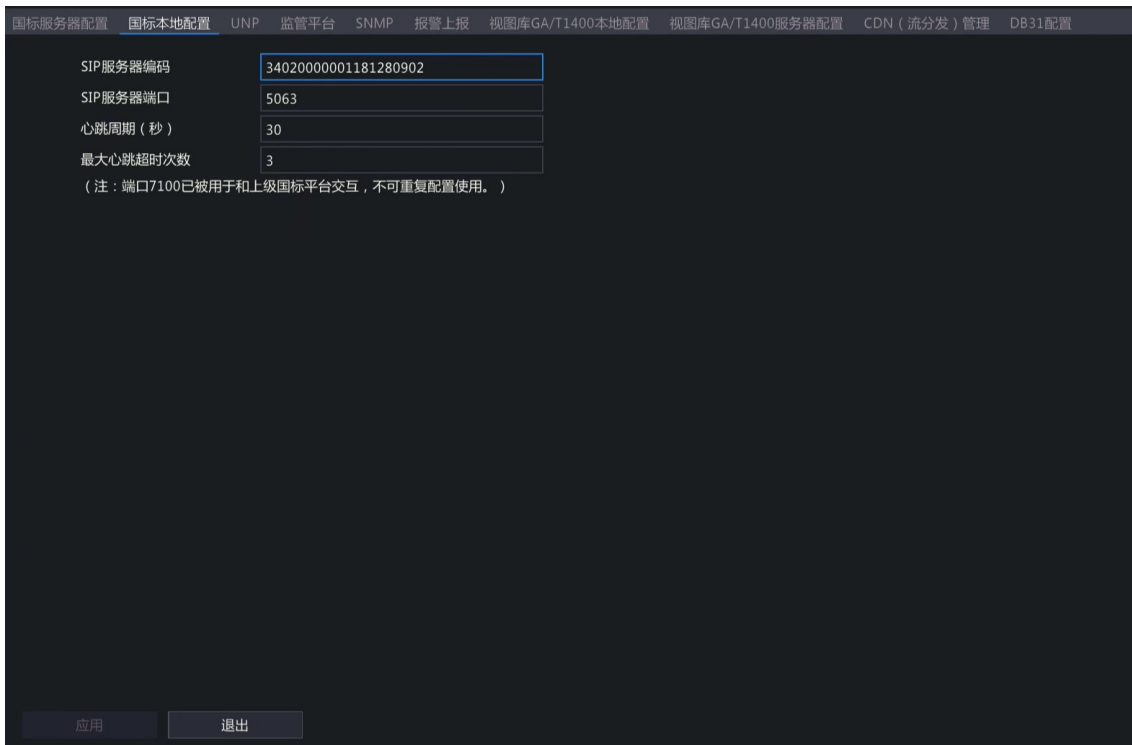 国标服务器配置 国标本地配置 UNP 监管平台 SNMP 报警上报 视图库GA/T1400本地配置 视图库GA/T1400服务器配置 CDN（流分发）管理 DB31配置
SIP服务器编码 34020000001181280902
SIP服务器端口 5063
心跳周期（秒） 30
最大心跳超时次数 3
（注：端口7100已被用于和上级国标平台交互，不可重复配置使用。）
应用 退出